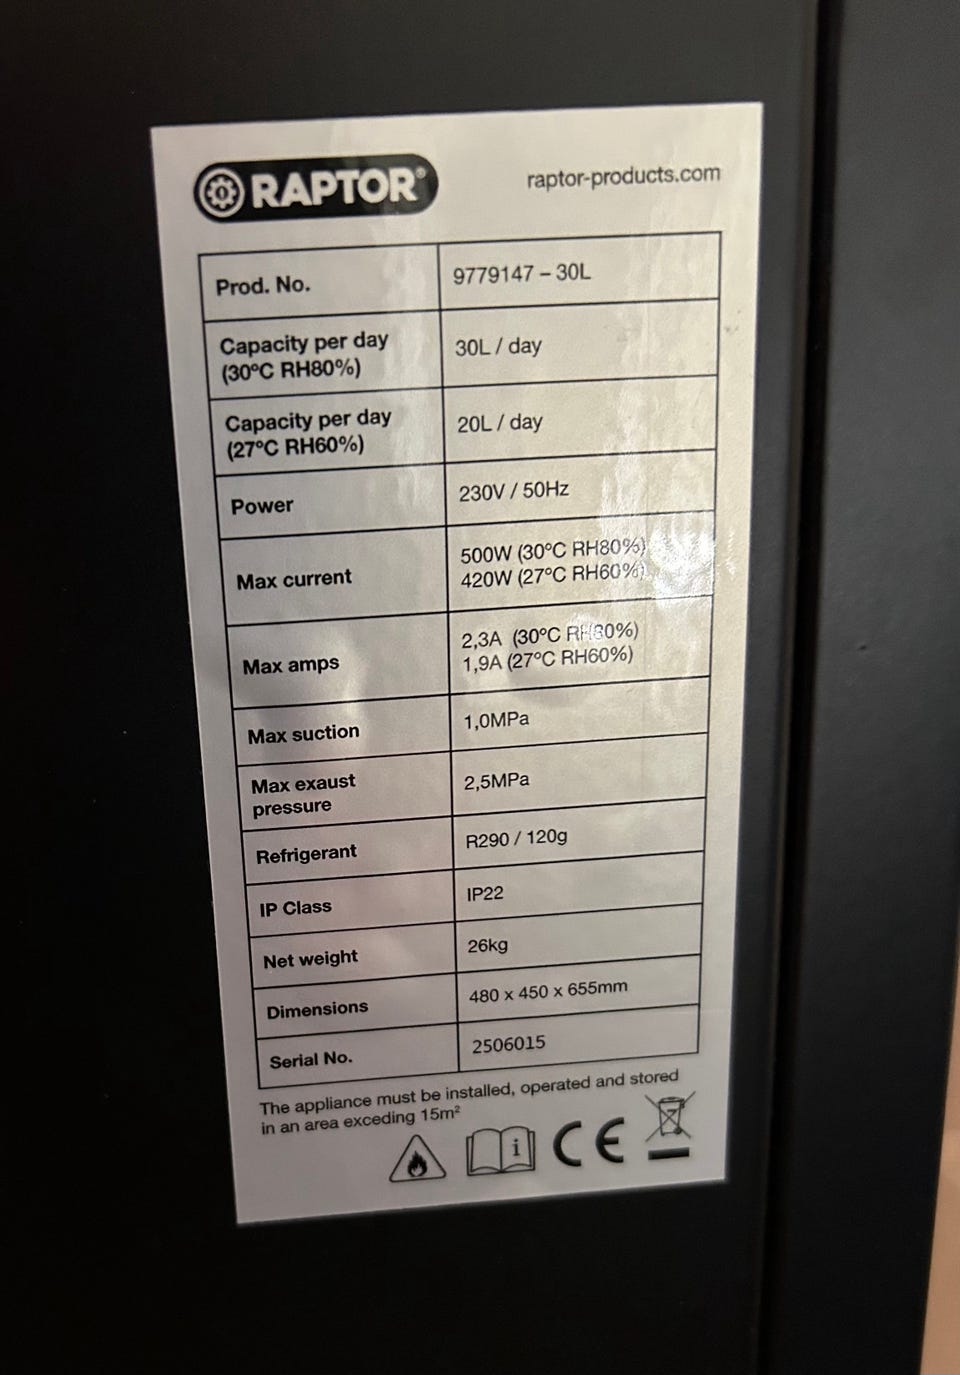 RAPTOR®
raptor-products.com
Prod. No.
9779147 – 30L
Capacity per day
(30°C RH80%)
30L / day
Capacity per day
(27°C RH60%)
20L / day
Power
230V / 50Hz
Max current
500W (30°C RH80%)
420W (27°C RH60%)
Max amps
2,3A (30°C RH80%)
1,9A (27°C RH60%)
Max suction
1,0MPa
Max exaust
pressure
2,5MPa
Refrigerant
R290 / 120g
IP Class
IP22
Net weight
26kg
Dimensions
480 x 450 x 655mm
Serial No.
2506015
The appliance must be installed, operated and stored
in an area exceeding 15m²
i
CE